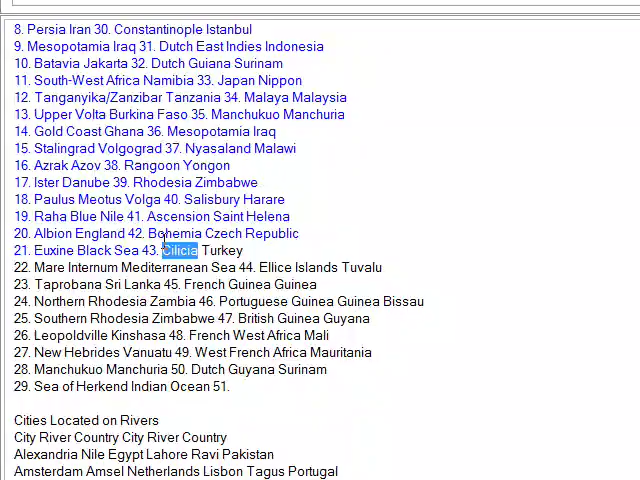 8. Persia Iran 30. Constantinople Istanbul
9. Mesopotamia Iraq 31. Dutch East Indies Indonesia
10. Batavia Jakarta 32. Dutch Guiana Surinam
11. South-West Africa Namibia 33. Japan Nippon
12. Tanganyika/Zanzibar Tanzania 34. Malaya Malaysia
13. Upper Volta Burkina Faso 35. Manchukuo Manchuria
14. Gold Coast Ghana 36. Mesopotamia Iraq
15. Stalingrad Volgograd 37. Nyasaland Malawi
16. Azrak Azov 38. Rangoon Yongon
17. Ister Danube 39. Rhodesia Zimbabwe
18. Paulus Meotus Volga 40. Salisbury Harare
19. Raha Blue Nile 41. Ascension Saint Helena
20. Albion England 42. Bohemia Czech Republic
21. Euxine Black Sea 43. Cilicia Turkey
22. Mare Internum Mediterranean Sea 44. Ellice Islands Tuvalu
23. Taprobana Sri Lanka 45. French Guinea Guinea
24. Northern Rhodesia Zambia 46. Portuguese Guinea Guinea Bissau
25. Southern Rhodesia Zimbabwe 47. British Guinea Guyana
26. Leopoldville Kinshasa 48. French West Africa Mali
27. New Hebrides Vanuatu 49. West French Africa Mauritania
28. Manchukuo Manchuria 50. Dutch Guyana Surinam
29. Sea of Herkend Indian Ocean 51.
Cities Located on Rivers
City River Country City River Country
Alexandria Nile Egypt Lahore Ravi Pakistan
Amsterdam Amsel Netherlands Lisbon Tagus Portugal